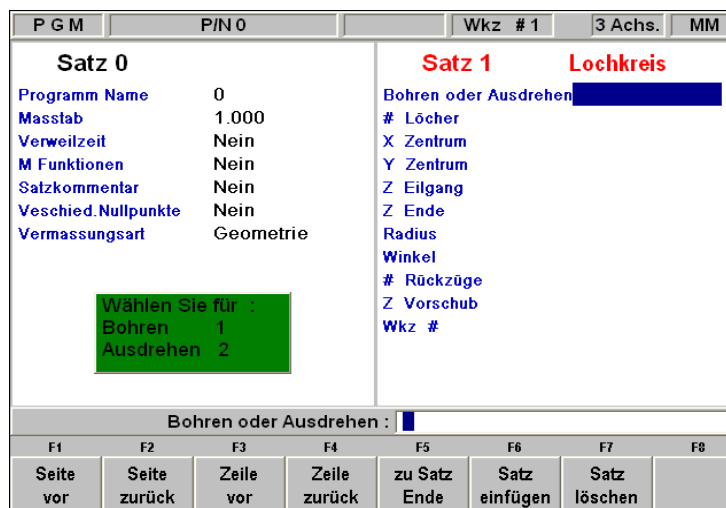 P G M P/N 0 Wkz # 1 3 Achs. MM
Satz 0
Programm Name 0
Masstab 1.000
Verweilzeit Nein
M Funktionen Nein
Satzkommentar Nein
Veschied.Nullpunkte Nein
Vermassungsart Geometrie
Wählen Sie für :
Bohren 1
Ausdrehen 2
Satz 1 Lochkreis
Bohren oder Ausdrehen
# Löcher
X Zentrum
Y Zentrum
Z Eilgang
Z Ende
Radius
Winkel
# Rückzüge
Z Vorschub
Wkz #
Bohren oder Ausdrehen :
F1 F2 F3 F4 F5 F6 F7 F8
Seite Seite Zeile Zeile zu Satz Satz Satz
vor zurück vor zurück Ende einfügen löschen